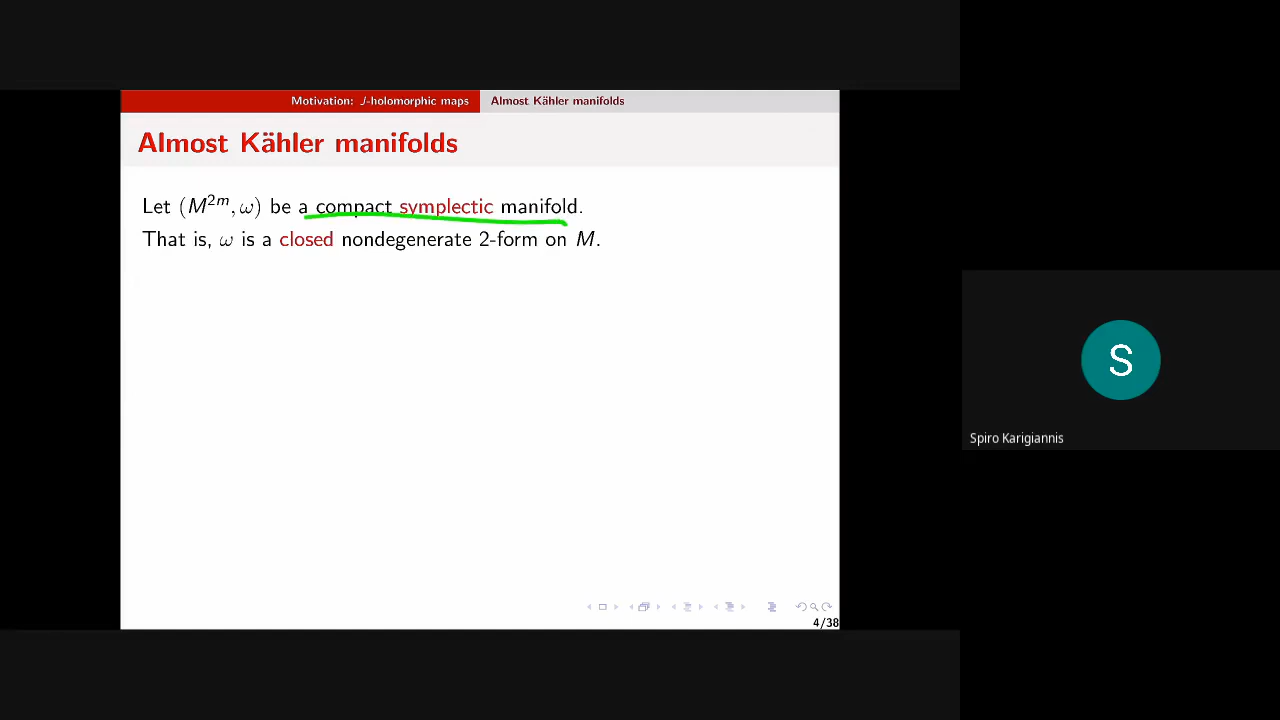 Motivation: J-holomorphic maps
Almost Kähler manifolds
Almost Kähler manifolds
Let (M²ᵐ, ω) be a compact symplectic manifold.
That is, ω is a closed nondegenerate 2-form on M.
4/38
S
Spiro Karigiannis